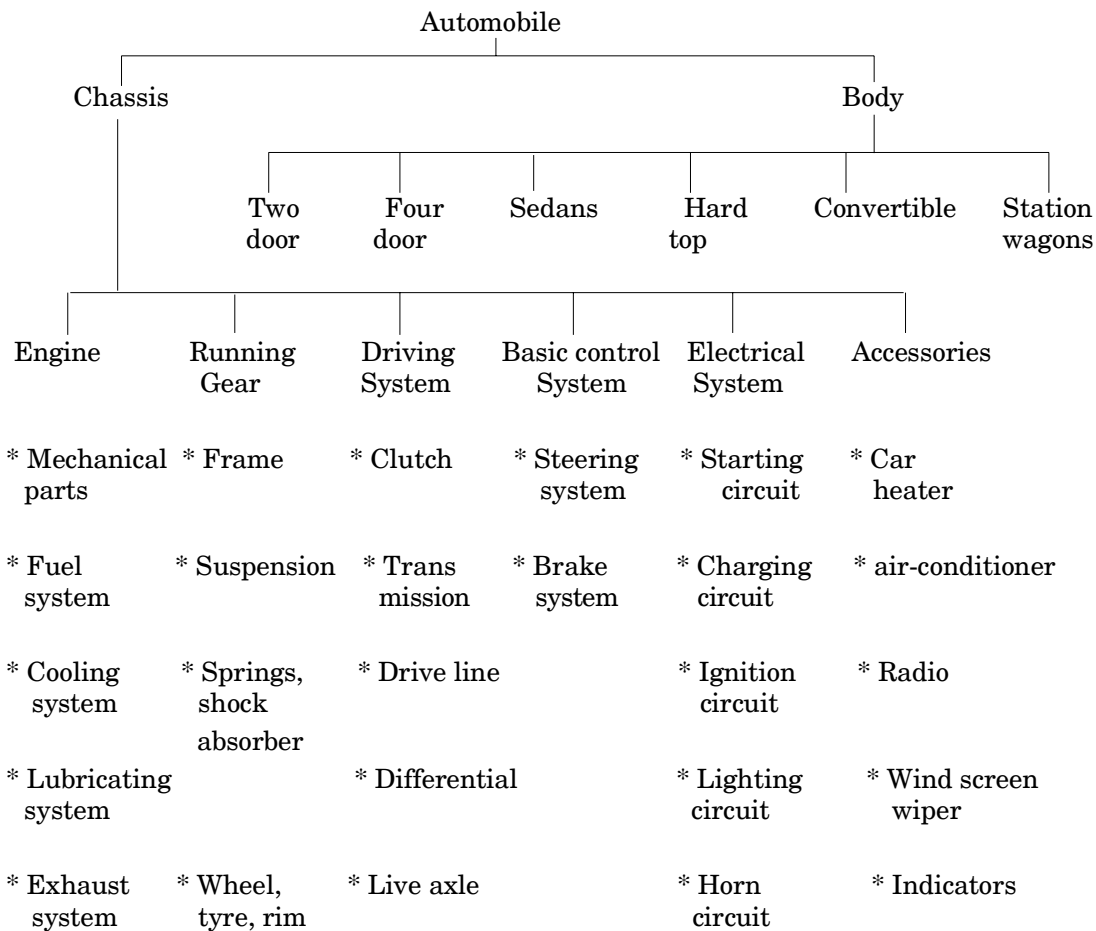 Automobile
Chassis Body
Two Four Sedans Hard Convertible Station
door door top wagons
Engine Running Driving Basic control Electrical Accessories
Gear System System System
* Mechanical * Frame * Clutch * Steering * Starting * Car
parts system circuit heater
* Fuel * Suspension * Trans * Brake * Charging * air-conditioner
system mission system circuit
* Cooling * Springs, * Drive line * Ignition * Radio
system shock circuit
absorber
* Lubricating * Differential * Lighting * Wind screen
system circuit wiper
* Exhaust * Wheel, * Live axle * Horn * Indicators
system tyre, rim circuit